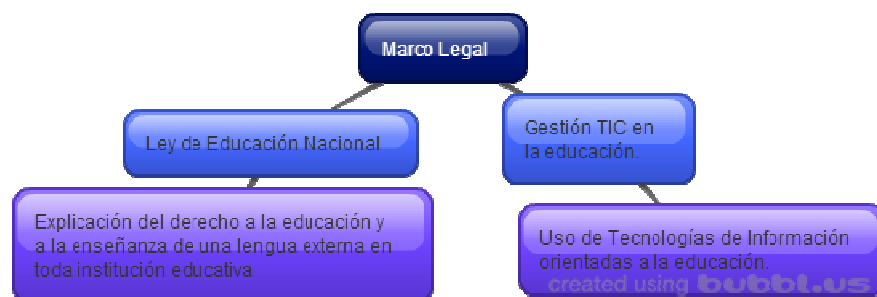 Marco Legal
Ley de Educación Nacional
Gestión TIC en
la educación.
Explicación del derecho a la educación y
a la enseñanza de una lengua externa en
toda institución educativa
Uso de Tecnologías de Información
orientadas a la educación.
created using bubbl.us